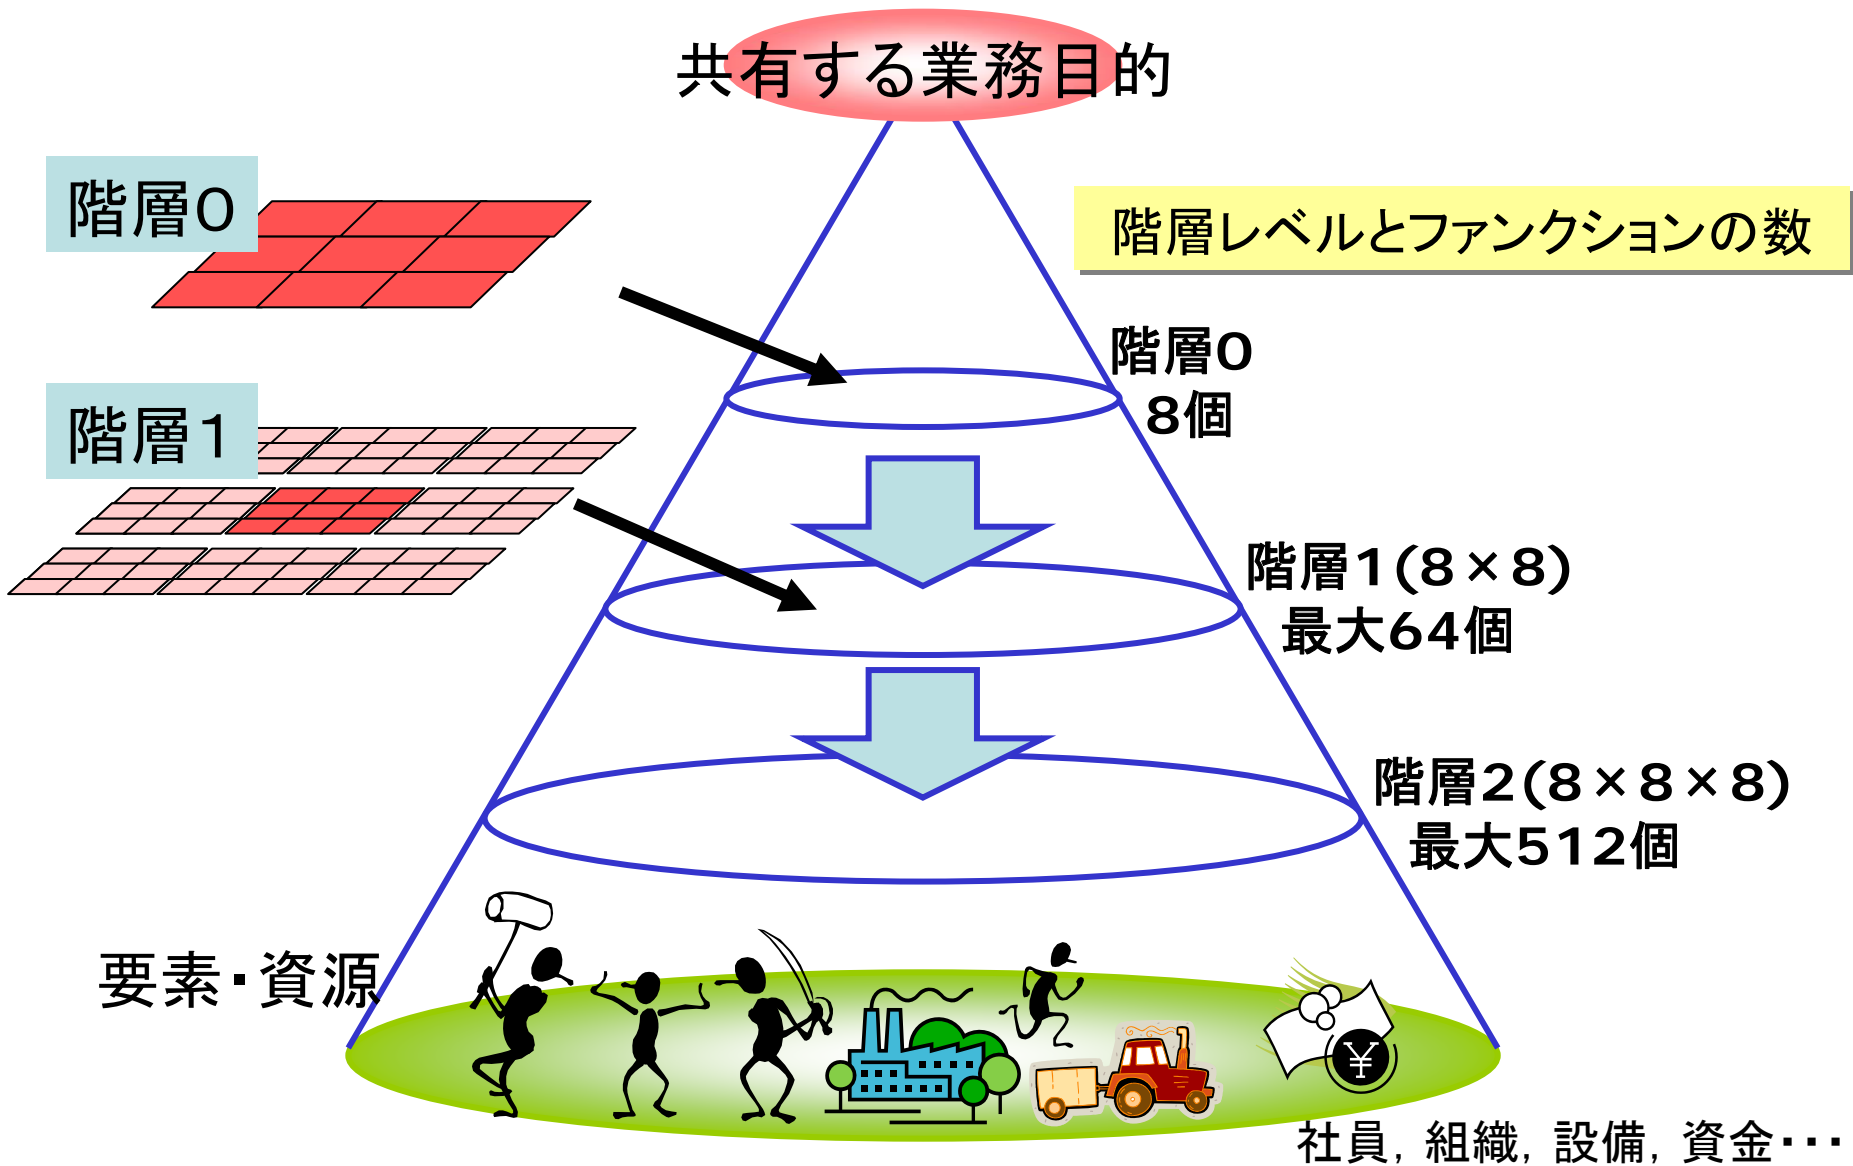 共有する業務目的
階層0
階層レベルとファンクションの数
階層0
8個
階層1
階層1(8×8)
最大64個
階層2(8×8×8)
最大512個
要素・資源
¥
社員, 組織, 設備, 資金・・・